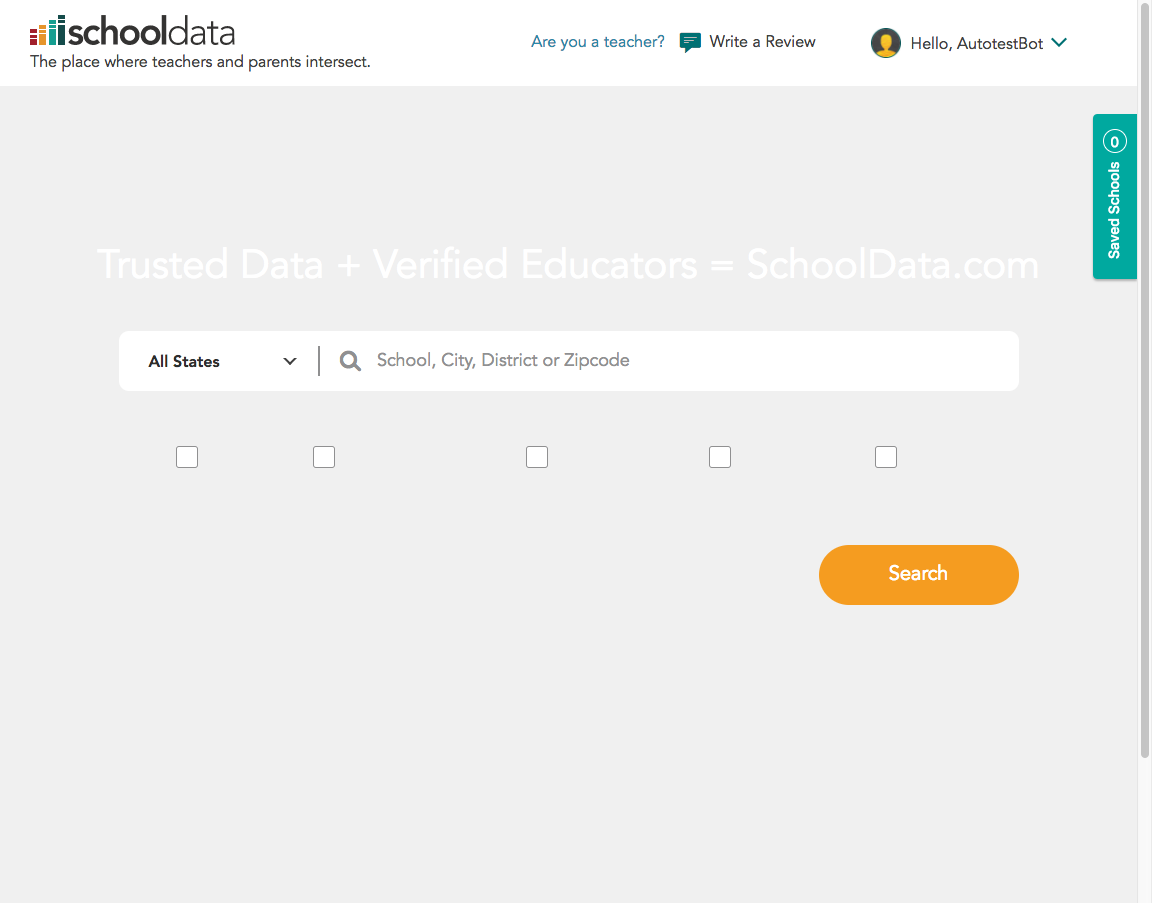 schooldata
The place where teachers and parents intersect.
Are you a teacher?
Write a Review
Hello, AutotestBot
0
Saved Schools
Trusted Data + Verified Educators = SchoolData.com
All States
School, City, District or Zipcode
Search